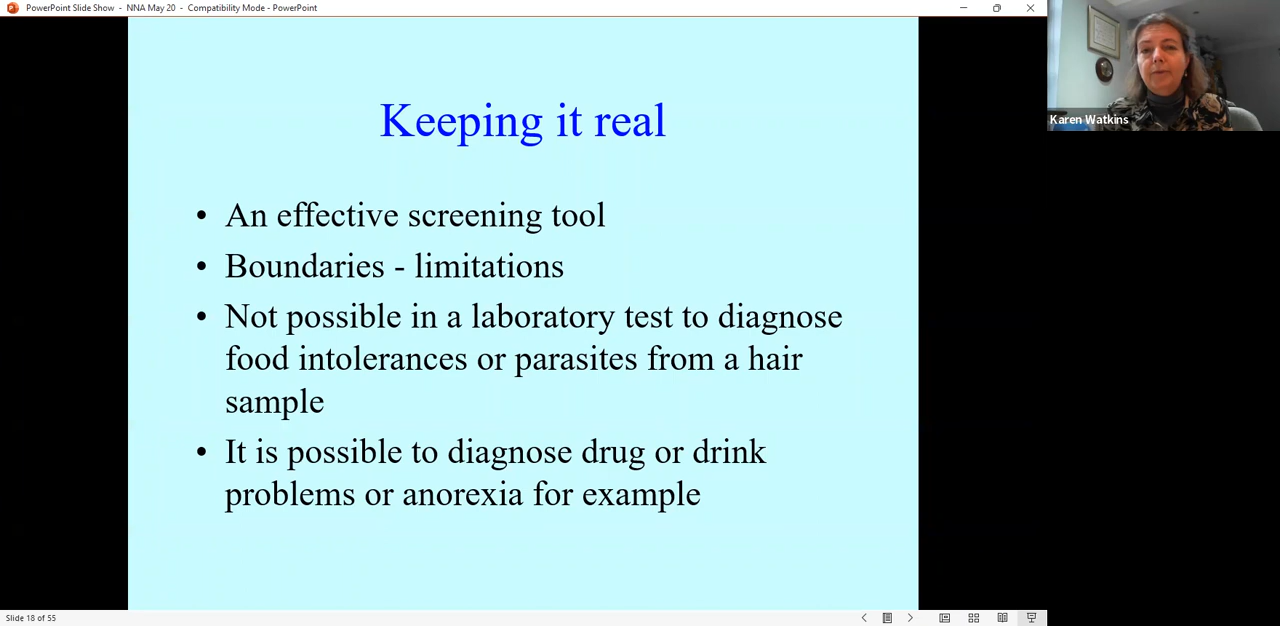 PowerPoint Slide Show - NNA May 20 - Compatibility Mode - PowerPoint
Karen Watkins
Keeping it real
• An effective screening tool
• Boundaries - limitations
• Not possible in a laboratory test to diagnose
food intolerances or parasites from a hair
sample
• It is possible to diagnose drug or drink
problems or anorexia for example
Slide 18 of 55